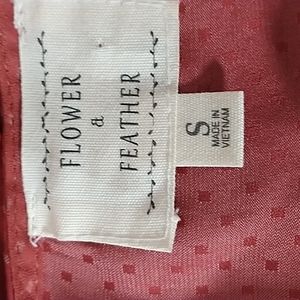 FLOWER
&
FEATHER
S
MADE IN
VIETNAM